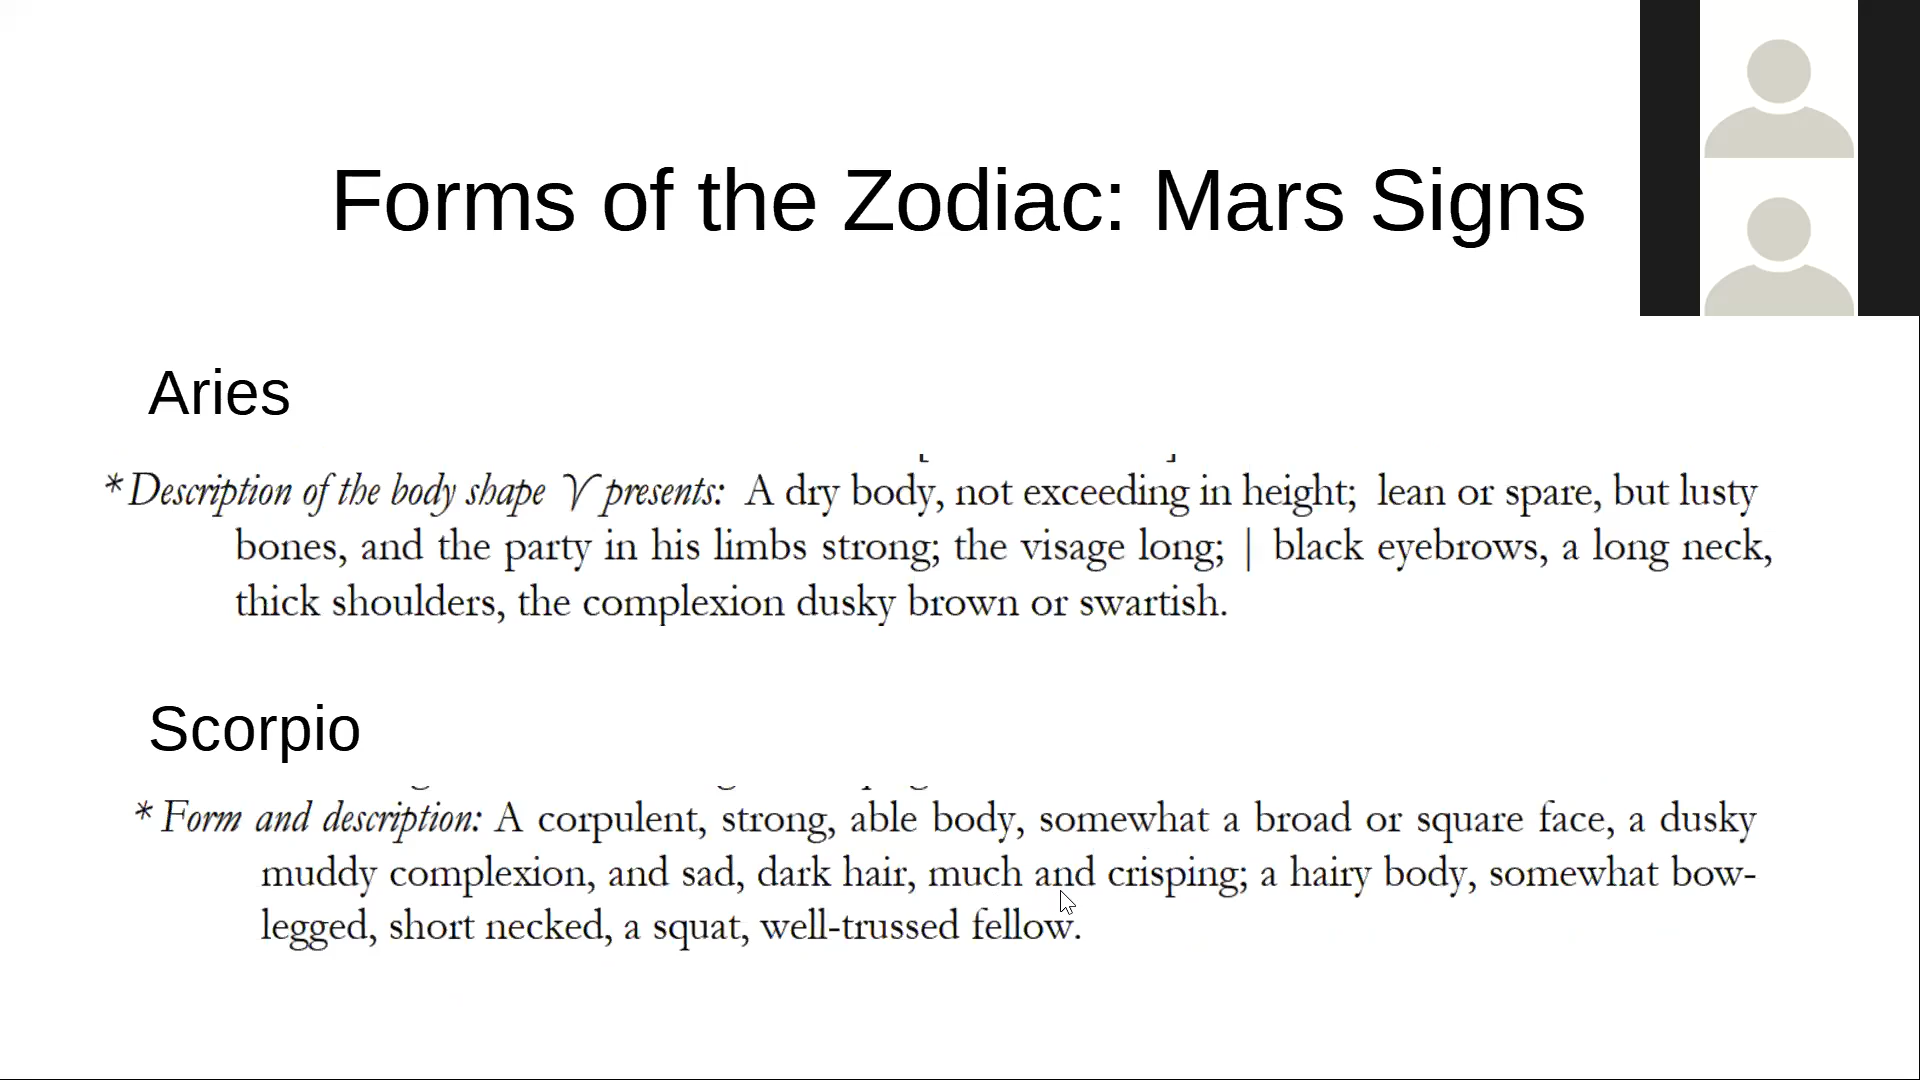 Forms of the Zodiac: Mars Signs
Aries
* Description of the body shape ♈ presents: A dry body, not exceeding in height; lean or spare, but lusty
bones, and the party in his limbs strong; the visage long; | black eyebrows, a long neck,
thick shoulders, the complexion dusky brown or swartish.
Scorpio
* Form and description: A corpulent, strong, able body, somewhat a broad or square face, a dusky
muddy complexion, and sad, dark hair, much and crisping; a hairy body, somewhat bow-
legged, short necked, a squat, well-trussed fellow.